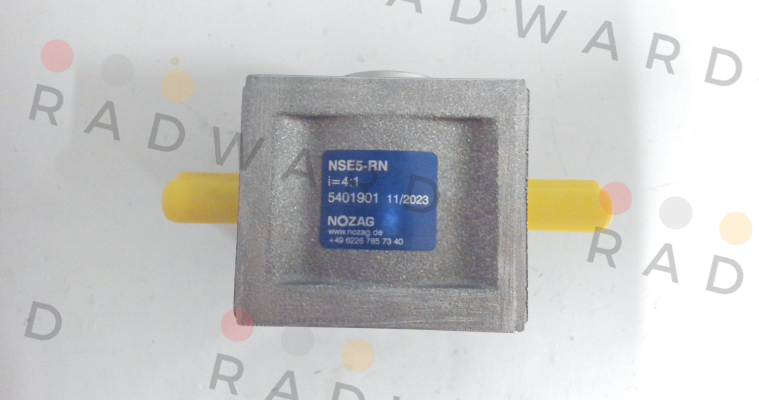 RADWARD
RADWARD
NSE5-RN
i=4:1
5401901 11/2023
NOZAG
www.nozag.de
+49 6226 785 73 40
RAD
D
RADWARD